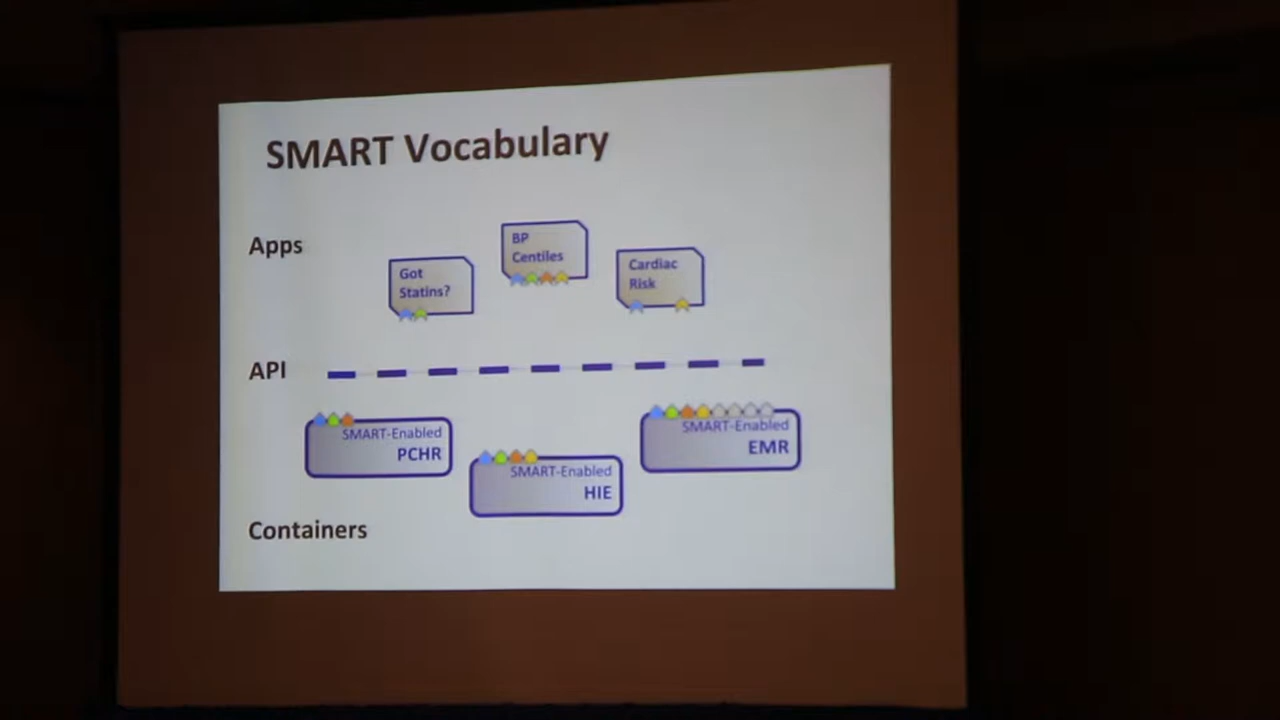 SMART Vocabulary
Apps
Got
Statins?
BP
Centiles
Cardiac
Risk
API
SMART-Enabled
PCHR
SMART-Enabled
HIE
SMART-Enabled
EMR
Containers